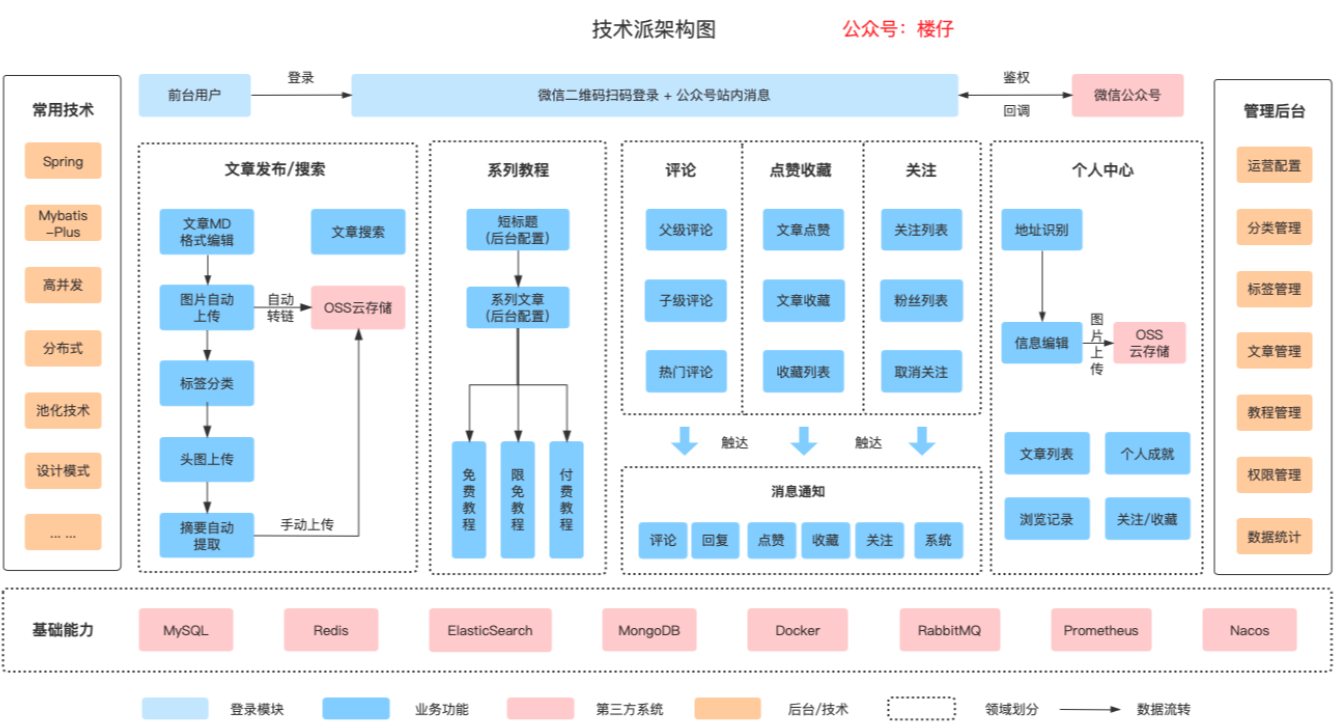 技术派架构图
公众号：楼仔
常用技术
Spring
Mybatis
-Plus
高并发
分布式
池化技术
设计模式
... ...
前台用户
登录
微信二维码扫码登录 + 公众号站内消息
鉴权
回调
微信公众号
文章发布/搜索
文章MD
格式编辑
文章搜索
图片自动
上传
自动
转链
OSS云存储
标签分类
头图上传
摘要自动
提取
手动上传
系列教程
短标题
(后台配置)
系列文章
(后台配置)
免费教程
限免教程
付费教程
评论
点赞收藏
关注
父级评论
文章点赞
关注列表
子级评论
文章收藏
粉丝列表
热门评论
收藏列表
取消关注
触达
触达
消息通知
评论
回复
点赞
收藏
关注
系统
个人中心
地址识别
信息编辑
图片上传
OSS
云存储
文章列表
个人成就
浏览记录
关注/收藏
管理后台
运营配置
分类管理
标签管理
文章管理
教程管理
权限管理
数据统计
基础能力
MySQL
Redis
ElasticSearch
MongoDB
Docker
RabbitMQ
Prometheus
Nacos
登录模块
业务功能
第三方系统
后台/技术
领域划分
数据流转